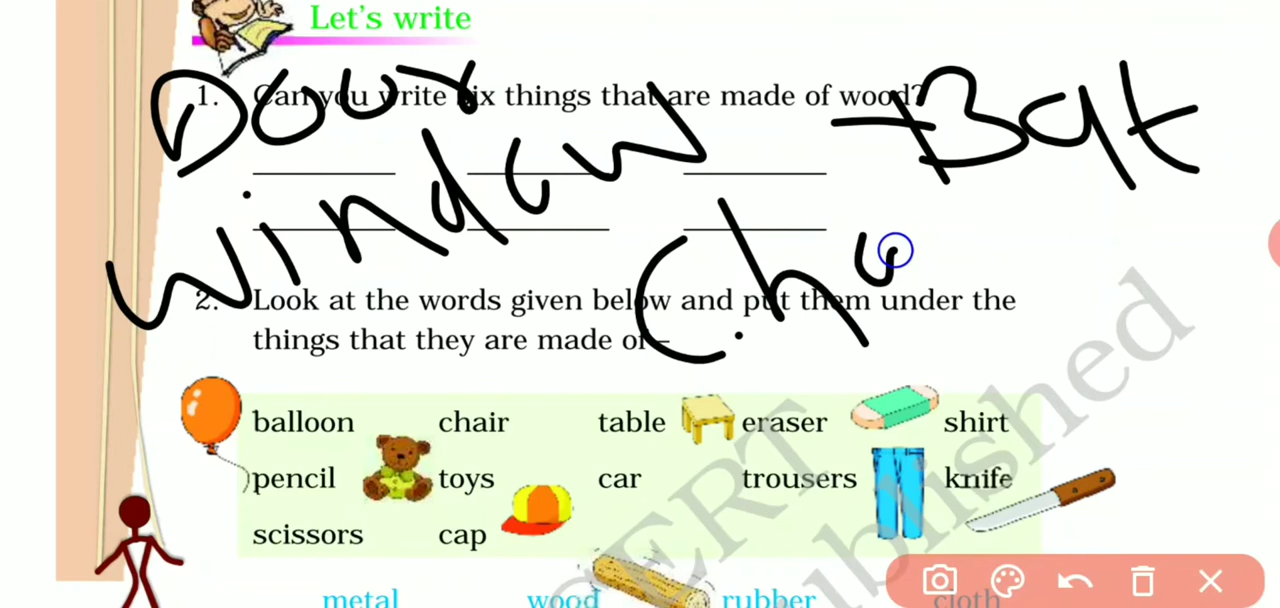 Let's write
1. Can you write six things that are made of wood?
Door
Bat
Window
Cha
2. Look at the words given below and put them under the
things that they are made of–
balloon chair table eraser shirt
pencil toys car trousers knife
scissors cap
metal wood rubber cloth